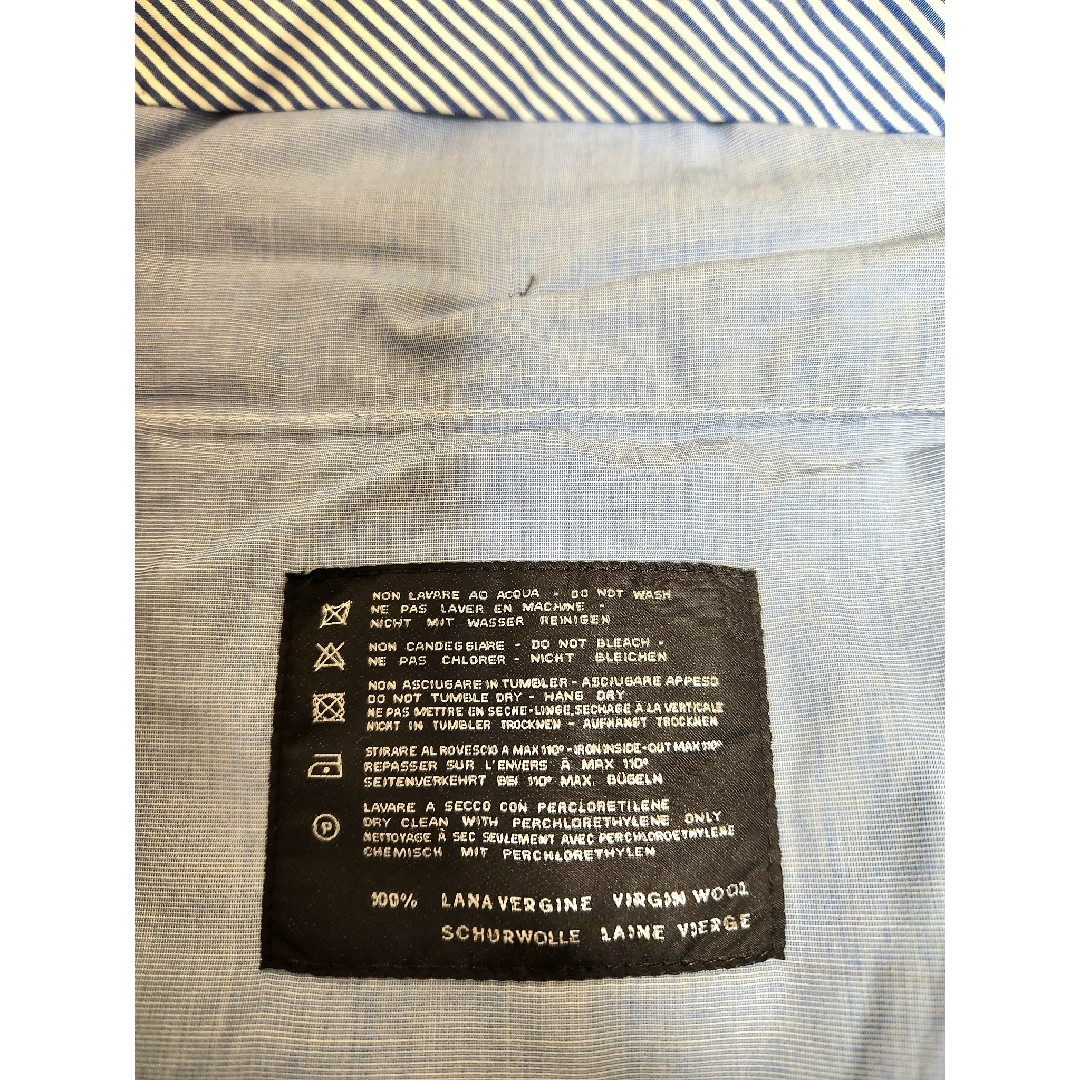 NON LAVARE AD ACQUA - DO NOT WASH
NE PAS LAVER EN MACHINE -
NICHT MIT WASSER REINIGEN
NON CANDEGGIARE - DO NOT BLEACH -
NE PAS CHLORER - NICHT BLEICHEN
NON ASCIUGARE IN TUMBLER - ASCIUGARE APPESO
DO NOT TUMBLE DRY - HANG DRY
NE PAS METTRE EN SECHE-LINGE, SECHAGE À LA VERTICALE
NICHT IN TUMBLER TROCKNEN - AUFHANGT TROCKNEN
STIRARE AL ROVESCIO A MAX 110° - IRON INSIDE-OUT MAX 110°
REPASSER SUR L'ENVERS À MAX 110°
SEITENVERKEHRT BEI 110° MAX. BÜGELN
P
LAVARE A SECCO CON PERCLORETILENE
DRY CLEAN WITH PERCHLORETHYLENE ONLY
NETTOYAGE À SEC SEULEMENT AVEC PERCHLOROETHYLENE
CHEMISCH MIT PERCHLORETHYLEN
100% LANA VERGINE VIRGIN WOOL
SCHURWOLLE LAINE VIERGE